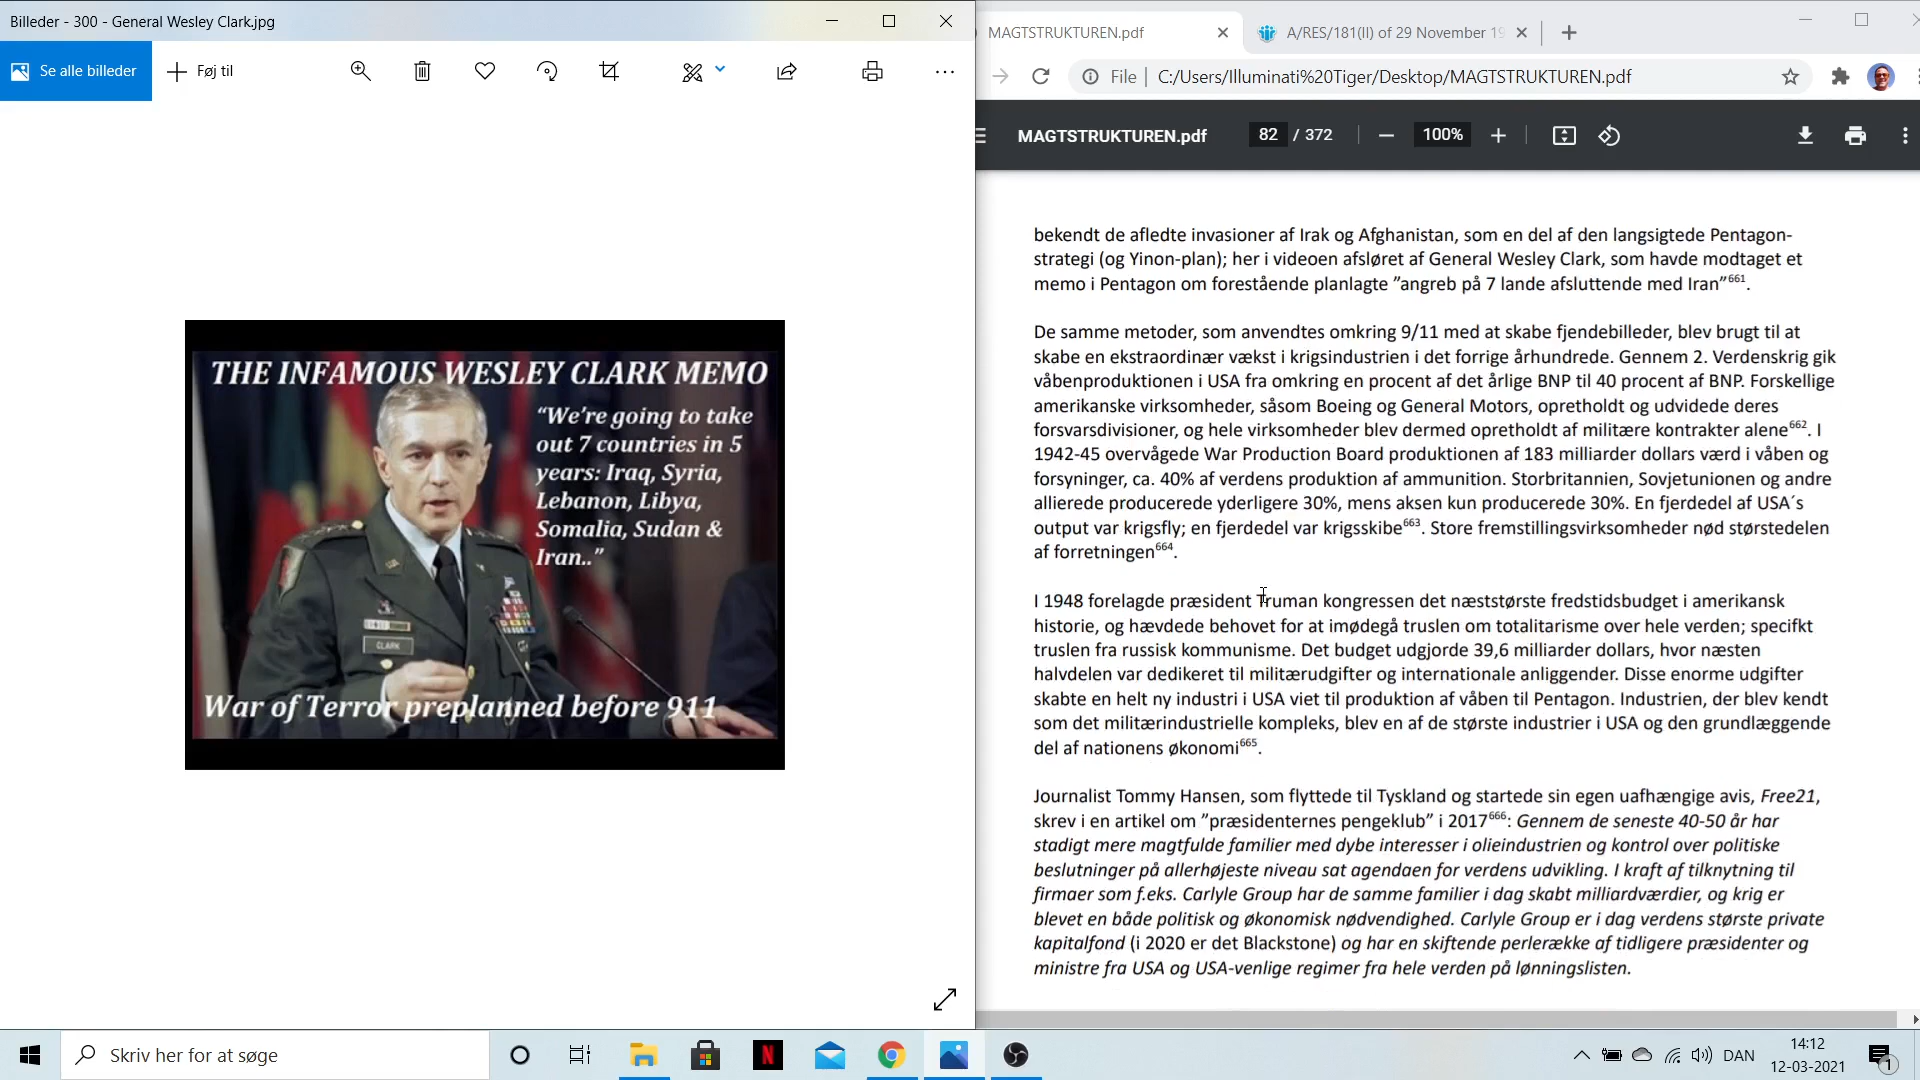 Billeder - 300 - General Wesley Clark.jpg
Se alle billeder
Føj til
THE INFAMOUS WESLEY CLARK MEMO
"We're going to take
out 7 countries in 5
years: Iraq, Syria,
Lebanon, Libya,
Somalia, Sudan &
Iran.."
CLARK
War of Terror preplanned before 911
MAGTSTRUKTUREN.pdf
A/RES/181(II) of 29 November 19
File
C:/Users/Illuminati%20Tiger/Desktop/MAGTSTRUKTUREN.pdf
MAGTSTRUKTUREN.pdf
82 / 372
100%
bekendt de afledte invasioner af Irak og Afghanistan, som en del af den langsigtede Pentagon-
strategi (og Yinon-plan); her i videoen afsløret af General Wesley Clark, som havde modtaget et
memo i Pentagon om forestående planlagte "angreb på 7 lande afsluttende med Iran"661.
De samme metoder, som anvendtes omkring 9/11 med at skabe fjendebilleder, blev brugt til at
skabe en ekstraordinær vækst i krigsindustrien i det forrige århundrede. Gennem 2. Verdenskrig gik
våbenproduktionen i USA fra omkring en procent af det årlige BNP til 40 procent af BNP. Forskellige
amerikanske virksomheder, såsom Boeing og General Motors, opretholdt og udvidede deres
forsvarsdivisioner, og hele virksomheder blev dermed opretholdt af militære kontrakter alene662. I
1942-45 overvågede War Production Board produktionen af 183 milliarder dollars værd i våben og
forsyninger, ca. 40% af verdens produktion af ammunition. Storbritannien, Sovjetunionen og andre
allierede producerede yderligere 30%, mens aksen kun producerede 30%. En fjerdedel af USA´s
output var krigsfly; en fjerdedel var krigsskibe663. Store fremstillingsvirksomheder nød størstedelen
af forretningen664.
I 1948 forelagde præsident Truman kongressen det næststørste fredstidsbudget i amerikansk
historie, og hævdede behovet for at imødegå truslen om totalitarisme over hele verden; specifkt
truslen fra russisk kommunisme. Det budget udgjorde 39,6 milliarder dollars, hvor næsten
halvdelen var dedikeret til militærudgifter og internationale anliggender. Disse enorme udgifter
skabte en helt ny industri i USA viet til produktion af våben til Pentagon. Industrien, der blev kendt
som det militærindustrielle kompleks, blev en af de største industrier i USA og den grundlæggende
del af nationens økonomi665.
Journalist Tommy Hansen, som flyttede til Tyskland og startede sin egen uafhængige avis, Free21,
skrev i en artikel om "præsidenternes pengeklub" i 2017666: Gennem de seneste 40-50 år har
stadigt mere magtfulde familier med dybe interesser i olieindustrien og kontrol over politiske
beslutninger på allerhøjeste niveau sat agendaen for verdens udvikling. I kraft af tilknytning til
firmaer som f.eks. Carlyle Group har de samme familier i dag skabt milliardværdier, og krig er
blevet en både politisk og økonomisk nødvendighed. Carlyle Group er i dag verdens største private
kapitalfond (i 2020 er det Blackstone) og har en skiftende perlerække af tidligere præsidenter og
ministre fra USA og USA-venlige regimer fra hele verden på lønningslisten.
Skriv her for at søge
N
DAN
14:12
12-03-2021
1